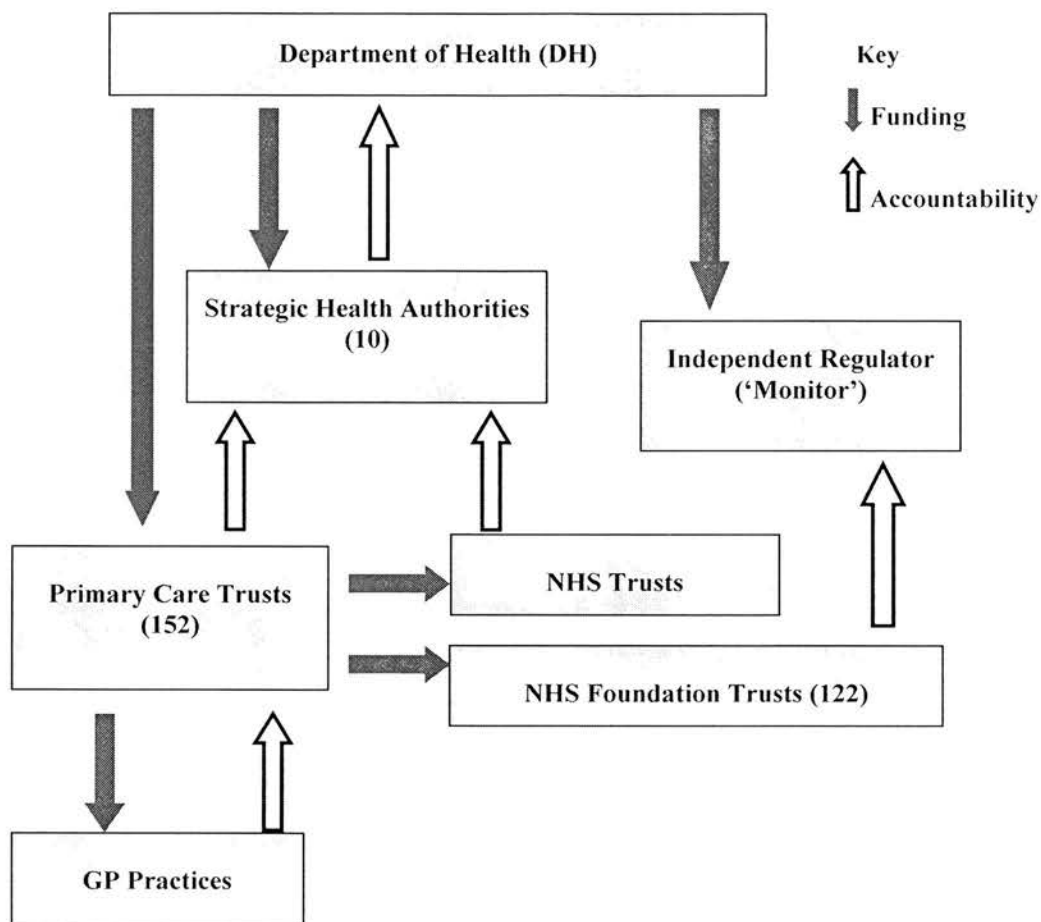 Department of Health (DH)
Key
Funding
Accountability
Strategic Health Authorities
(10)
Independent Regulator
(‘Monitor’)
Primary Care Trusts
(152)
NHS Trusts
NHS Foundation Trusts (122)
GP Practices